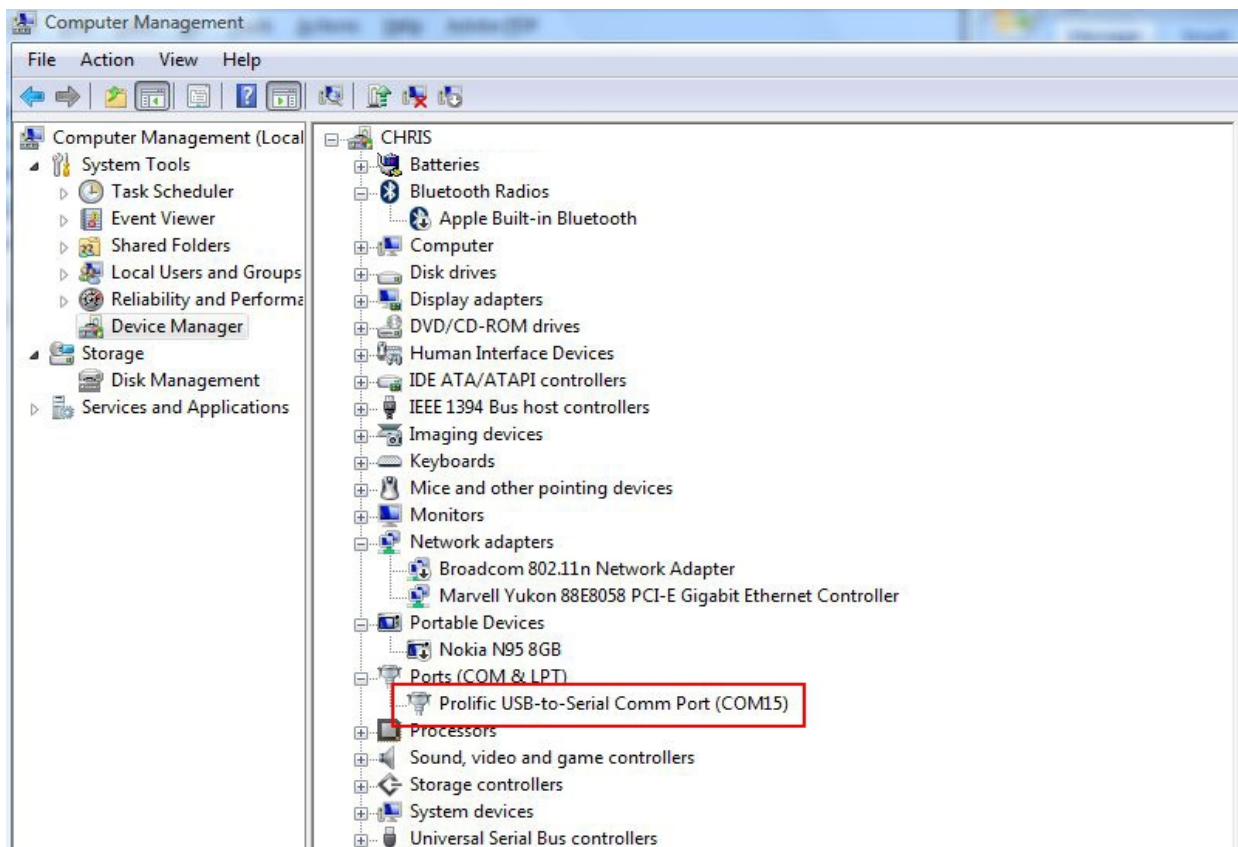 Computer Management
File Action View Help
Computer Management (Local
System Tools
Task Scheduler
Event Viewer
Shared Folders
Local Users and Groups
Reliability and Performa
Device Manager
Storage
Disk Management
Services and Applications
CHRIS
Batteries
Bluetooth Radios
Apple Built-in Bluetooth
Computer
Disk drives
Display adapters
DVD/CD-ROM drives
Human Interface Devices
IDE ATA/ATAPI controllers
IEEE 1394 Bus host controllers
Imaging devices
Keyboards
Mice and other pointing devices
Monitors
Network adapters
Broadcom 802.11n Network Adapter
Marvell Yukon 88E8058 PCI-E Gigabit Ethernet Controller
Portable Devices
Nokia N95 8GB
Ports (COM & LPT)
Prolific USB-to-Serial Comm Port (COM15)
Processors
Sound, video and game controllers
Storage controllers
System devices
Universal Serial Bus controllers